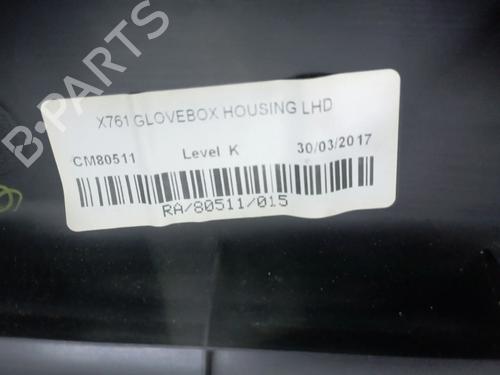 B-PARTS
X761 GLOVEBOX HOUSING LHD
CM80511 Level K 30/03/2017
RA/80511/015